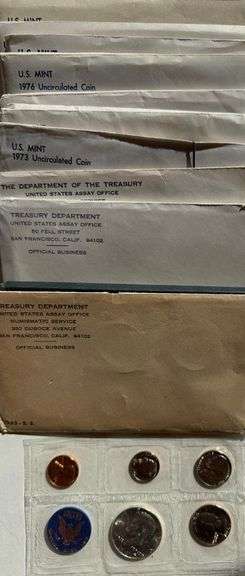 U.S. MINT
U.S. MINT
U.S. MINT
1976 Uncirculated Coin
U.S. MINT
1973 Uncirculated Coin
THE DEPARTMENT OF THE TREASURY
UNITED STATES ASSAY OFFICE
TREASURY DEPARTMENT
UNITED STATES ASSAY OFFICE
50 FELL STREET
SAN FRANCISCO, CALIF. 94102
OFFICIAL BUSINESS
TREASURY DEPARTMENT
UNITED STATES ASSAY OFFICE
NUMISMATIC SERVICE
350 DUBOCE AVENUE
SAN FRANCISCO, CALIF. 94102
OFFICIAL BUSINESS